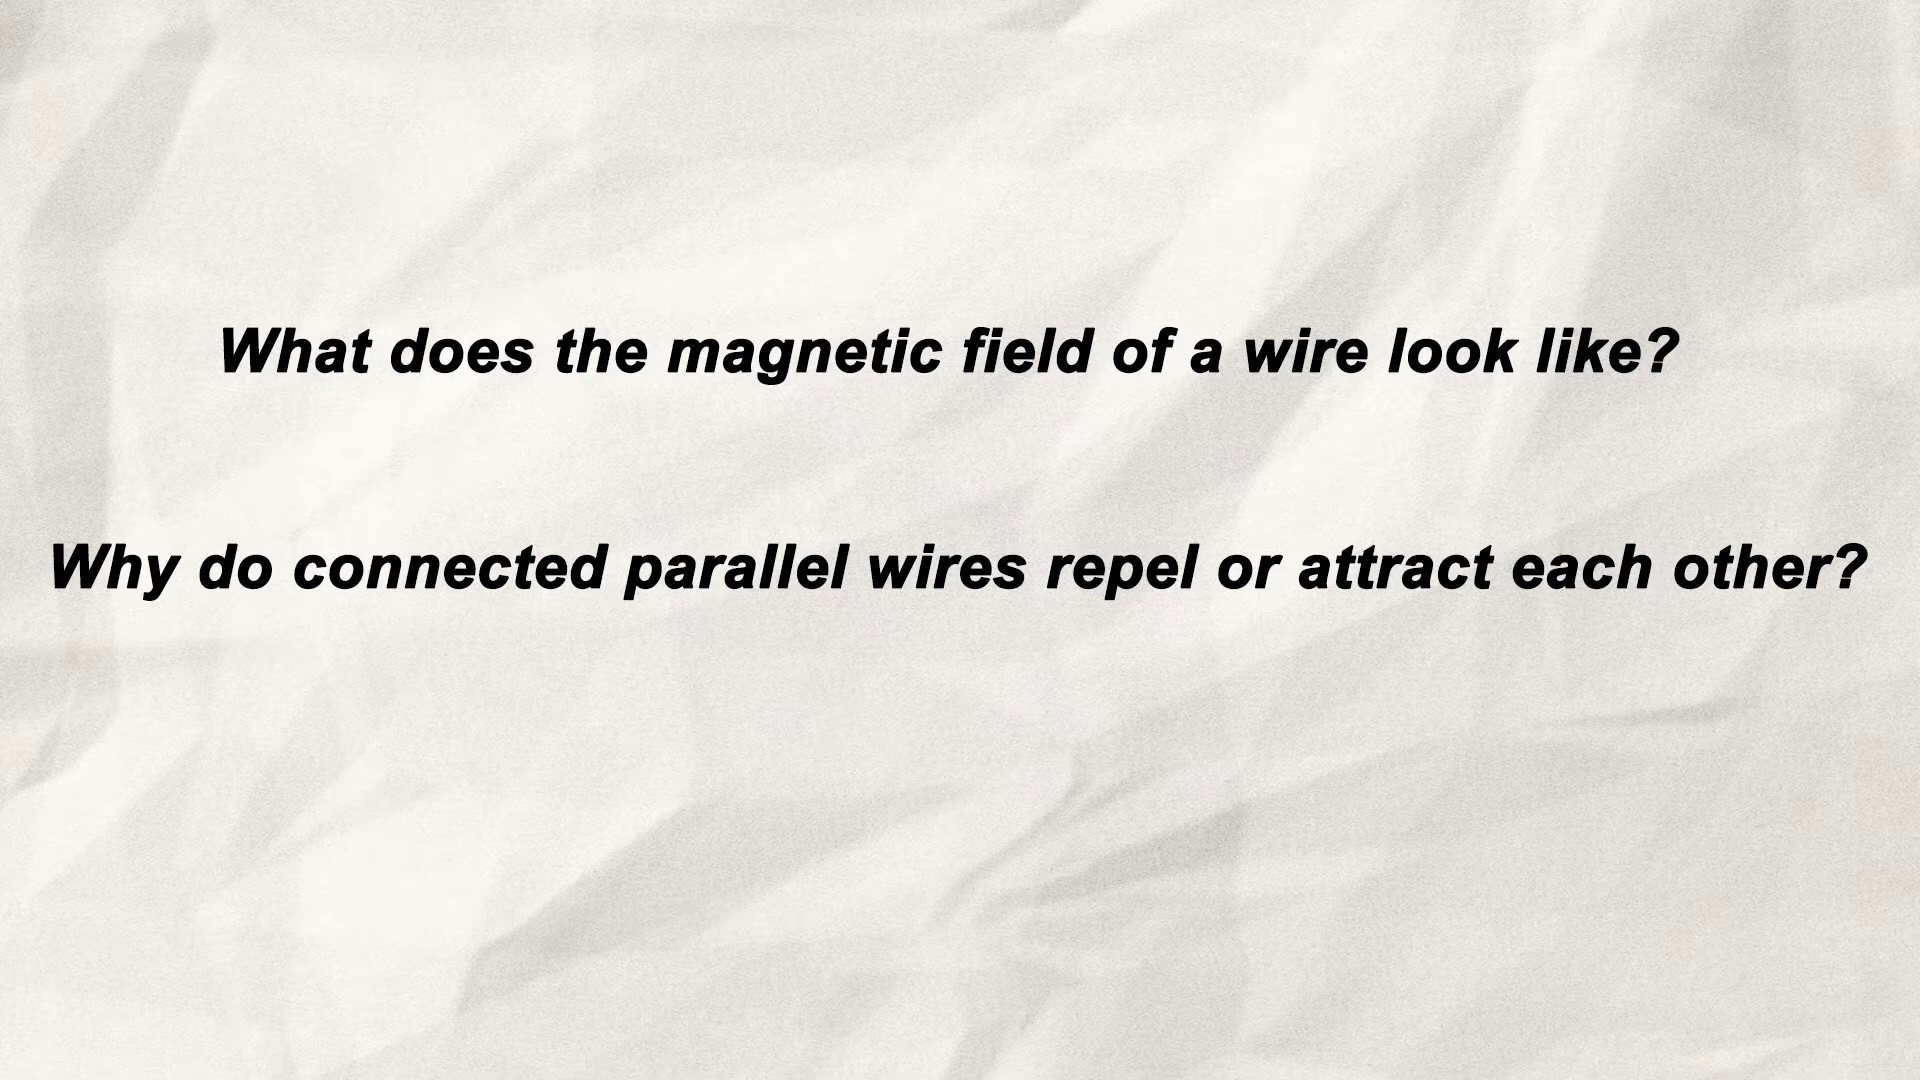 What does the magnetic field of a wire look like?
Why do connected parallel wires repel or attract each other?